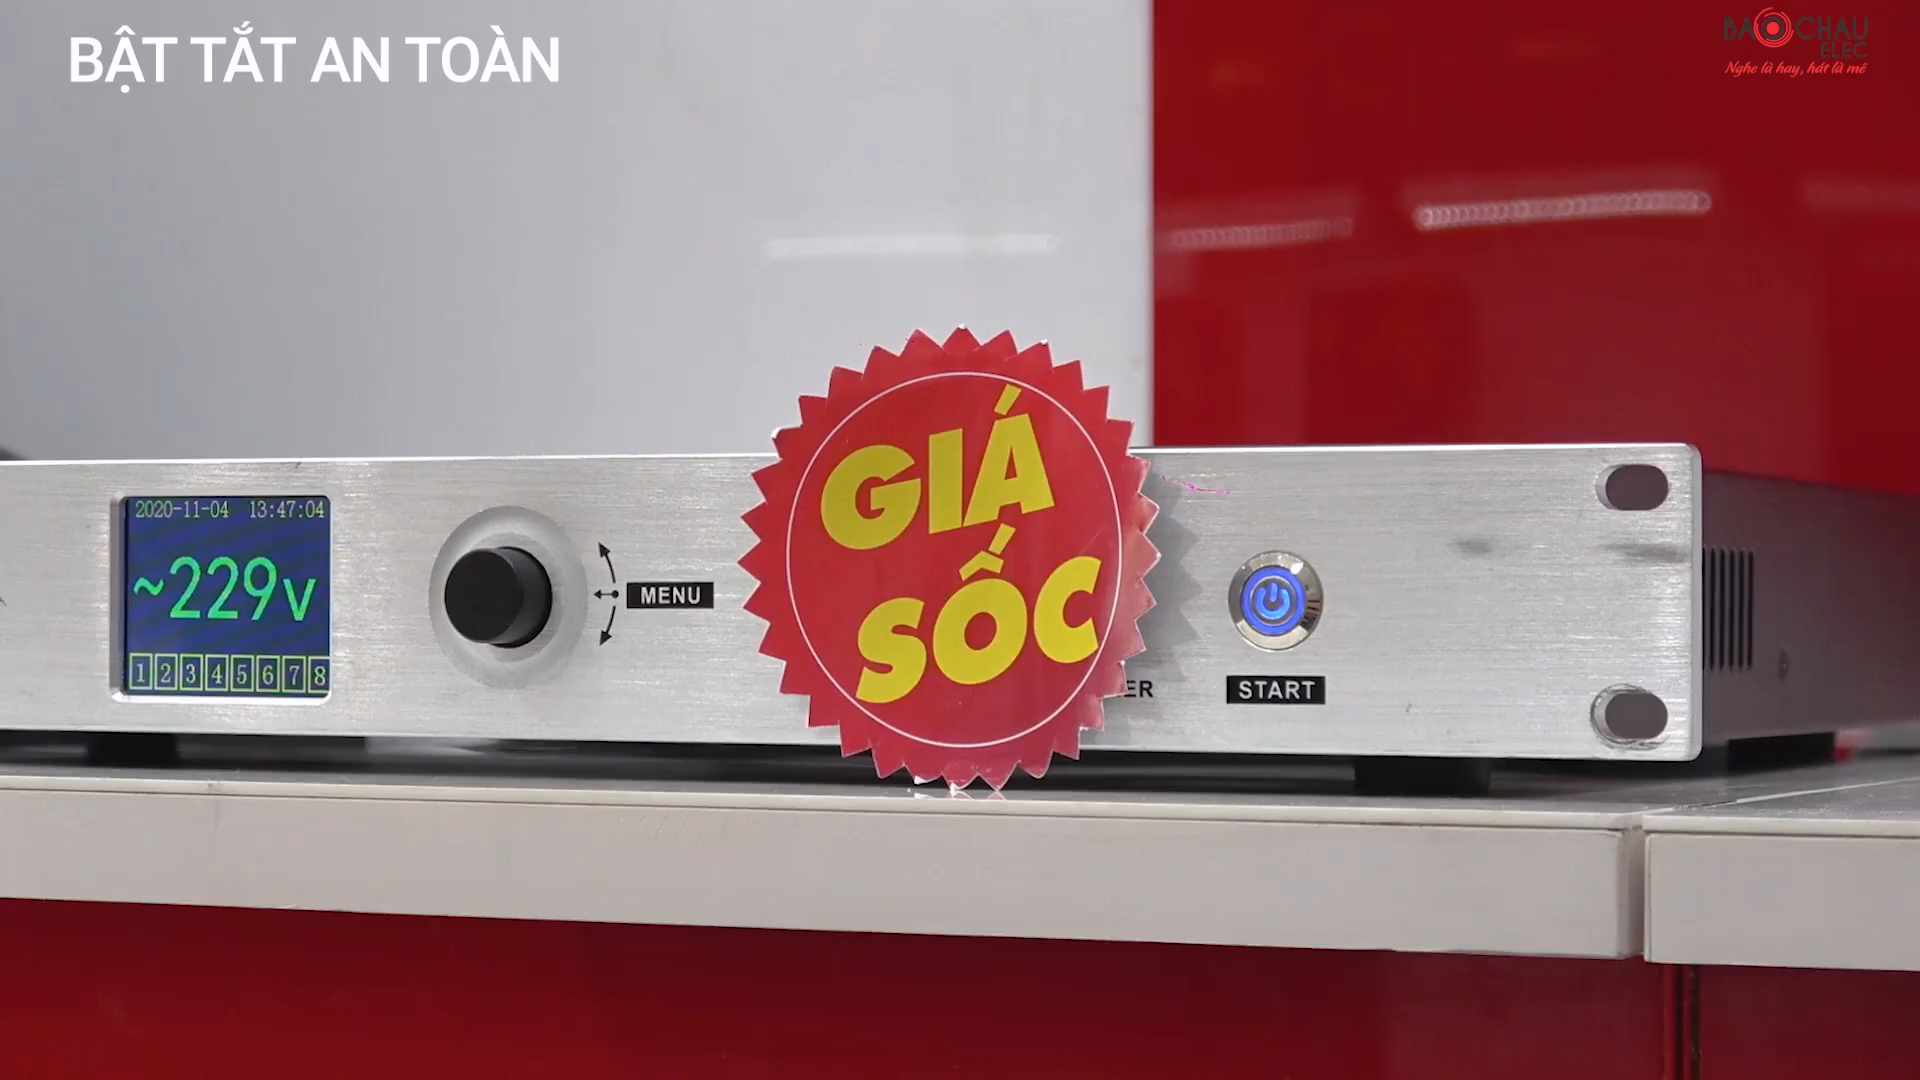 BẬT TẮT AN TOÀN
BAOCHAU
ELEC
Nghe là hay, hát là mê
GIÁ
SỐC
2020-11-04 13:47:04
~229v
1 2 3 4 5 6 7 8
MENU
ER
START